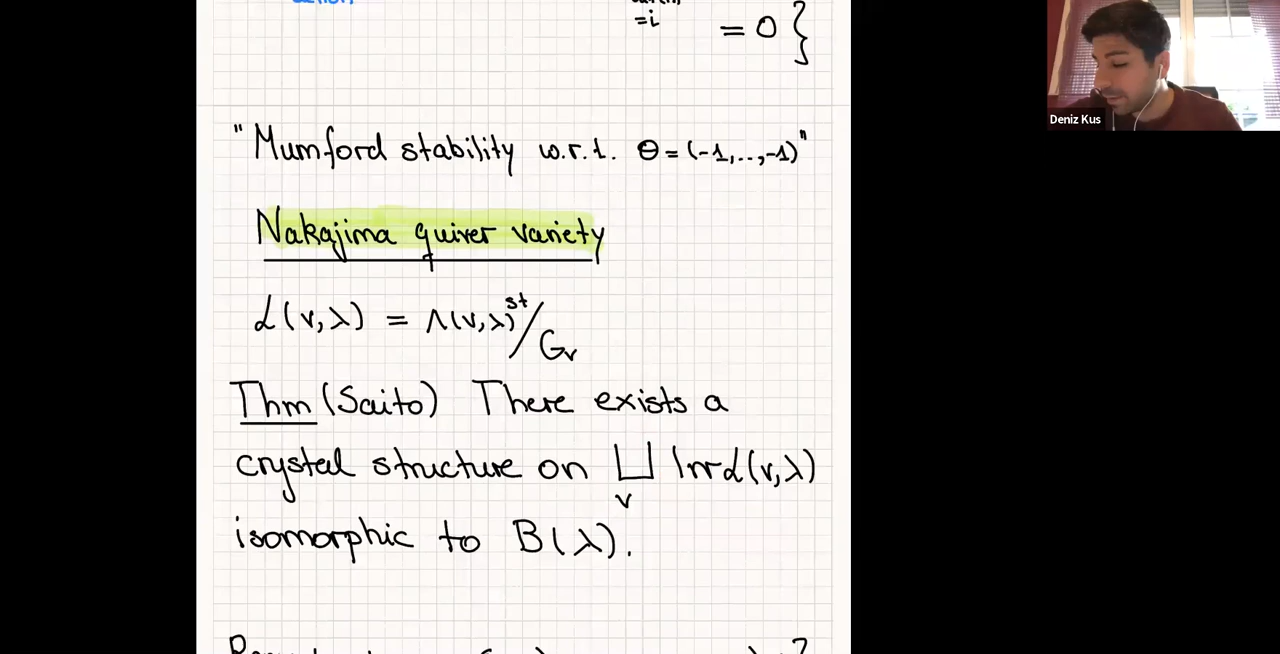 =i
= 0 }
"Mumford stability w.r.t. Θ = (-1,..,-1)"
Nakajima quiver variety
ℒ(v,λ) = Λ(v,λ)^st / G_v
Thm (Saito) There exists a
crystal structure on ⊔_v Irr ℒ(v,λ)
isomorphic to B(λ).
Deniz Kus